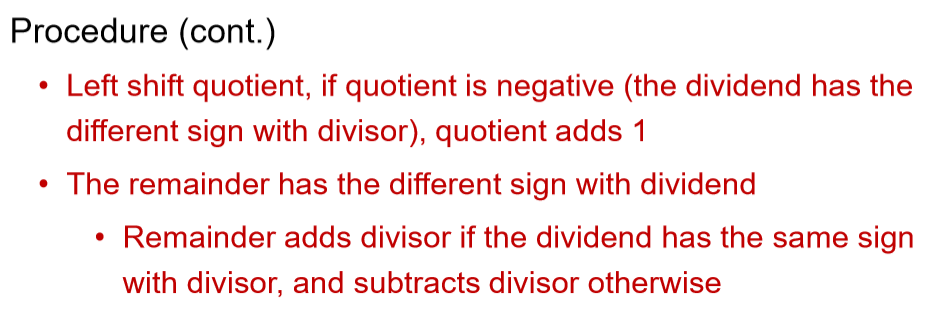 Procedure (cont.)
• Left shift quotient, if quotient is negative (the dividend has the
different sign with divisor), quotient adds 1
• The remainder has the different sign with dividend
• Remainder adds divisor if the dividend has the same sign
with divisor, and subtracts divisor otherwise